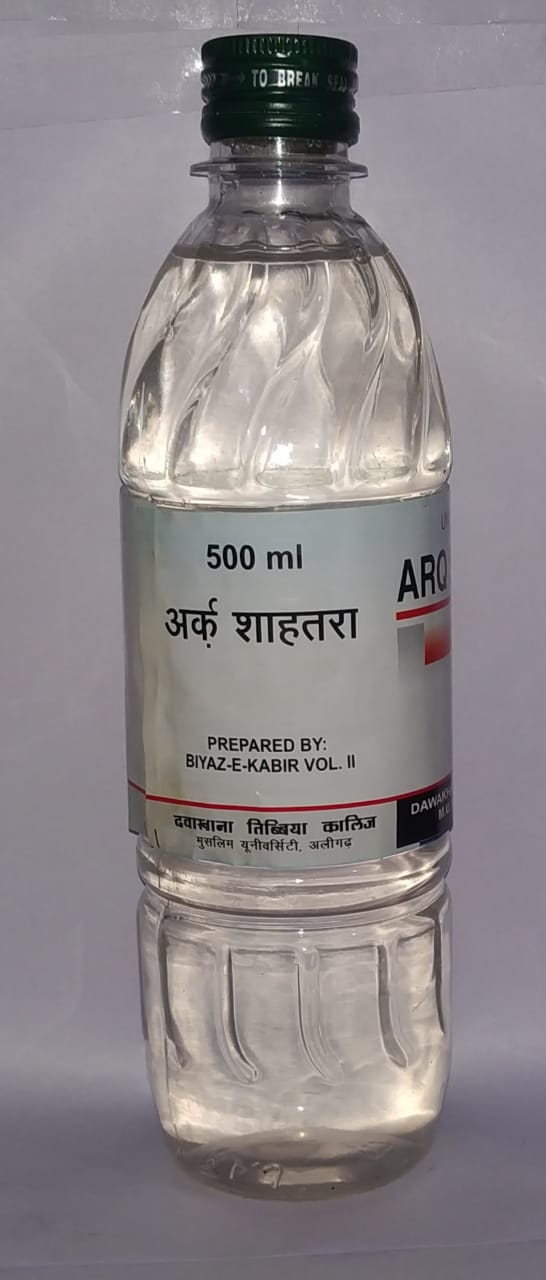 TO BREAK SEAL
500 ml
ARQ
अर्क़ शाहतरा
PREPARED BY:
BIYAZ-E-KABIR VOL. II
दवाखाना तिब्बिया कालिज
मुसलिम यूनीवर्सिटी, अलीगढ़